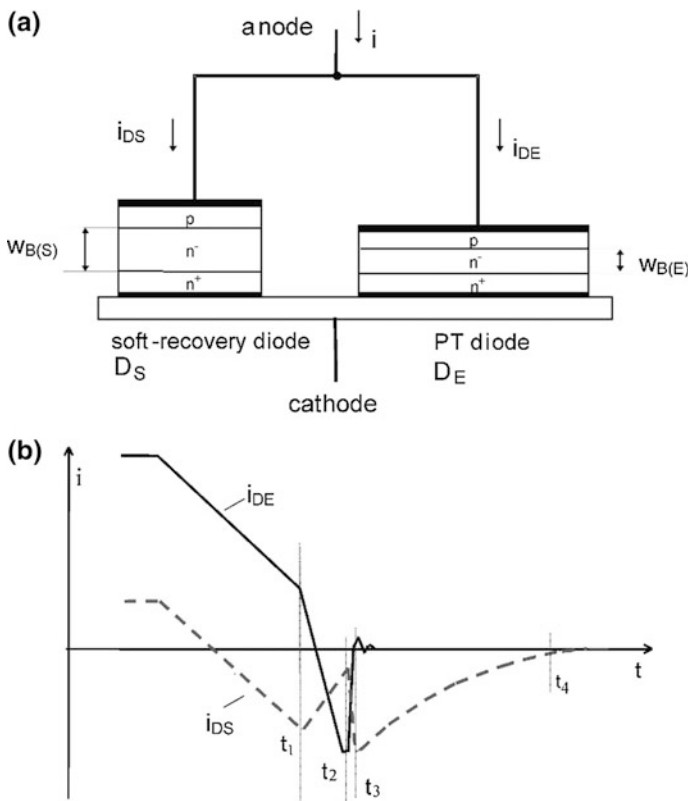 (a)
anode
i
iDS
iDE
p
n-
n+
p
n-
n+
wB(S)
wB(E)
soft-recovery diode
DS
PT diode
DE
cathode
(b)
i
iDE
iDS
t1
t2
t3
t4
t